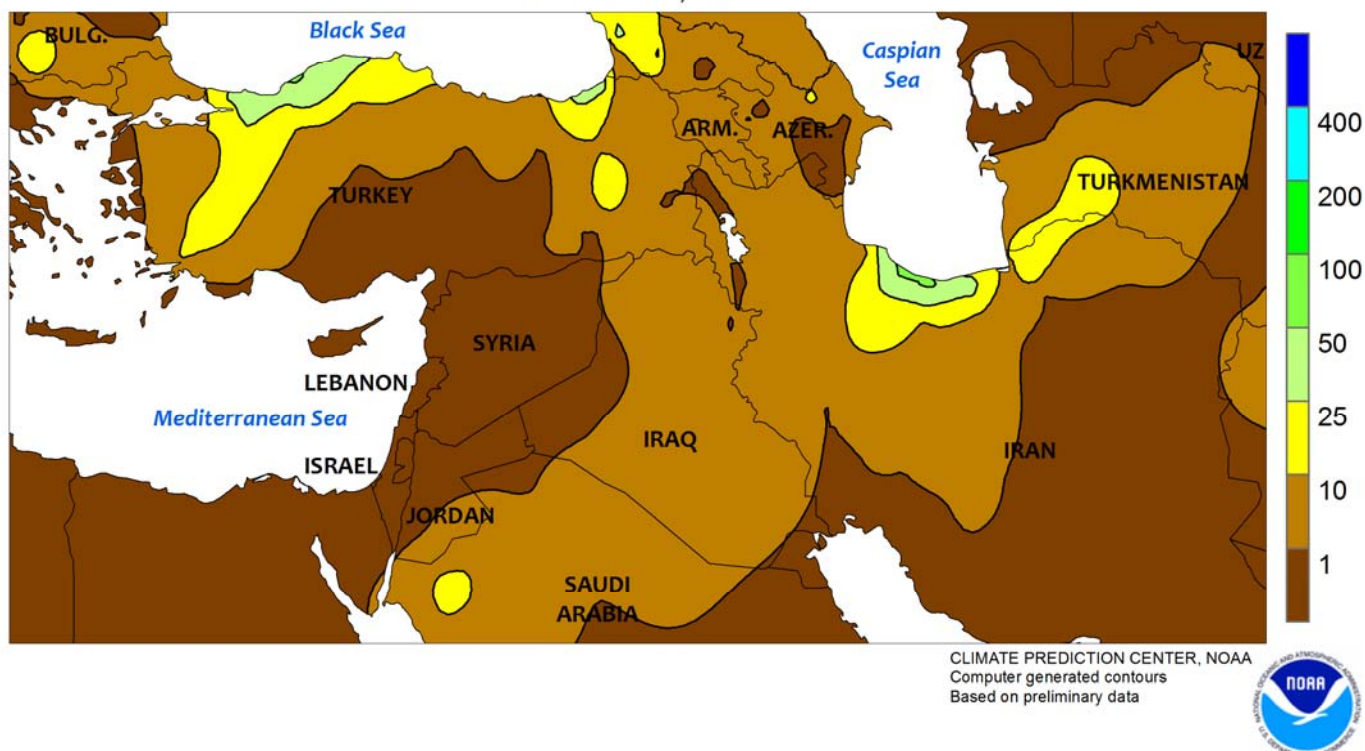 BULG.
Black Sea
Caspian
Sea
UZ
ARM.
AZER.
TURKEY
TURKMENISTAN
SYRIA
LEBANON
Mediterranean Sea
IRAQ
IRAN
ISRAEL
JORDAN
SAUDI
ARABIA
400
200
100
50
25
10
1
CLIMATE PREDICTION CENTER, NOAA
Computer generated contours
Based on preliminary data
NOAA